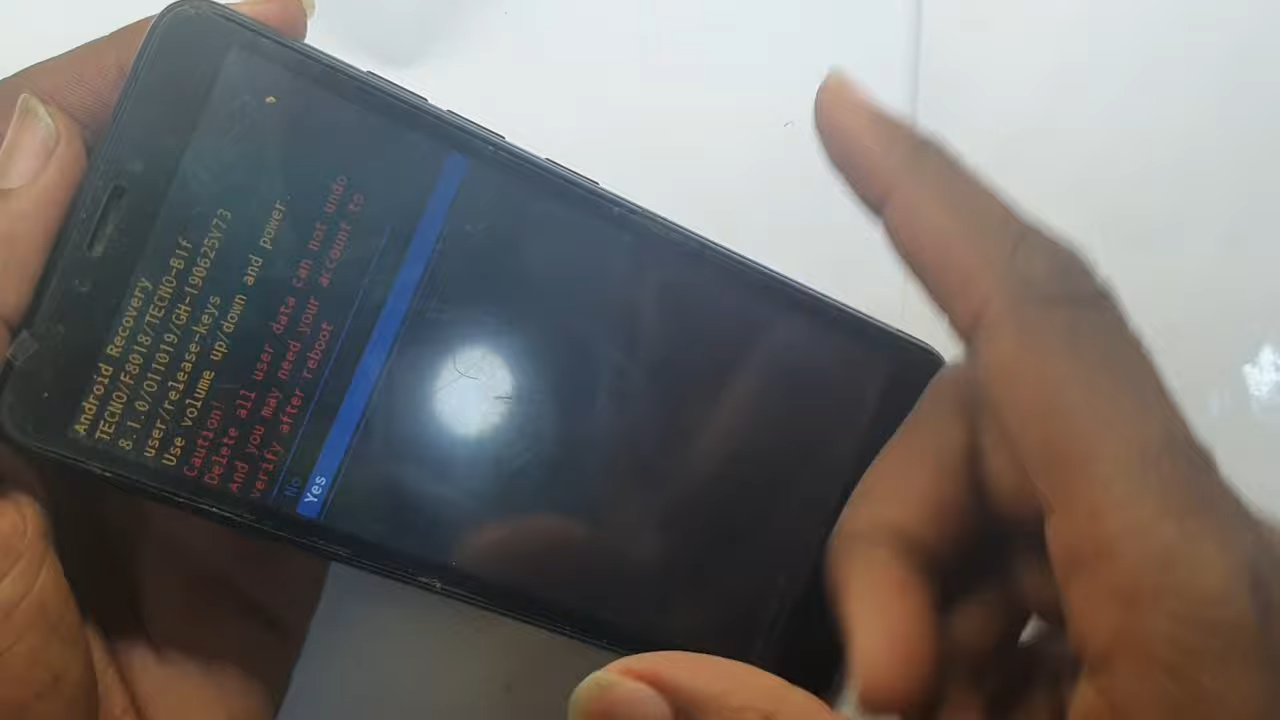 Android Recovery
TECNO/F8018/TECNO-B1f
8.1.0/O11019/GH-190625V73
user/release-keys
Use volume up/down and power.
Caution!
Delete all user data can not undo.
And you may need your account to
verify after reboot
No
Yes